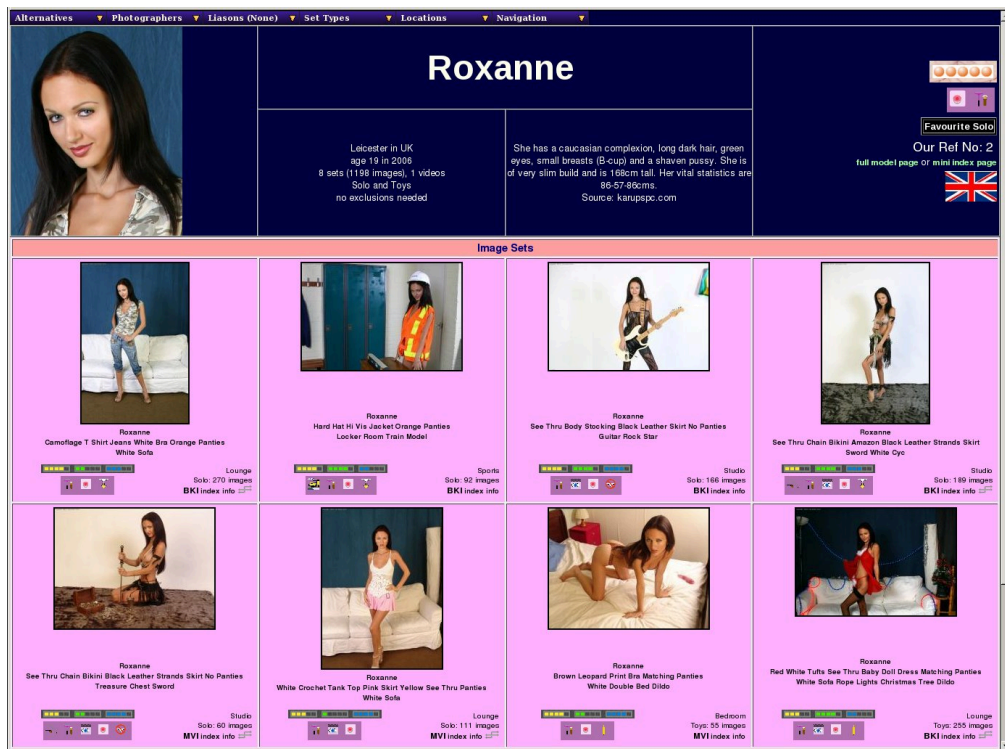 Alternatives
Photographers
Liasons (None)
Set Types
Locations
Navigation
Roxanne
Leicester in UK
age 19 in 2006
8 sets (1198 images), 1 videos
Solo and Toys
no exclusions needed
She has a caucasian complexion, long dark hair, green
eyes, small breasts (B-cup) and a shaven pussy. She is
of very slim build and is 168cm tall. Her vital statistics are
86-57-86cms.
Source: karupspc.com
Favourite Solo
Our Ref No: 2
full model page or mini index page
Image Sets
Roxanne
Camoflage T Shirt Jeans White Bra Orange Panties
White Sofa
Lounge
Solo: 270 images
BKI index info
Roxanne
Hard Hat Hi Vis Jacket Orange Panties
Locker Room Train Model
Sports
Solo: 92 images
BKI index info
Roxanne
See Thru Body Stocking Black Leather Skirt No Panties
Guitar Rock Star
Studio
Solo: 166 images
BKI index info
Roxanne
See Thru Chain Bikini Amazon Black Leather Strands Skirt
Sword White Cyc
Studio
Solo: 189 images
BKI index info
Roxanne
See Thru Chain Bikini Black Leather Strands Skirt No Panties
Treasure Chest Sword
Studio
Solo: 60 images
MVI index info
Roxanne
White Crochet Tank Top Pink Skirt Yellow See Thru Panties
White Sofa
Lounge
Solo: 111 images
MVI index info
Roxanne
Brown Leopard Print Bra Matching Panties
White Double Bed Dildo
Bedroom
Toys: 55 images
MVI index info
Roxanne
Red White Tufts See Thru Baby Doll Dress Matching Panties
White Sofa Rope Lights Christmas Tree Dildo
Lounge
Toys: 255 images
BKI index info